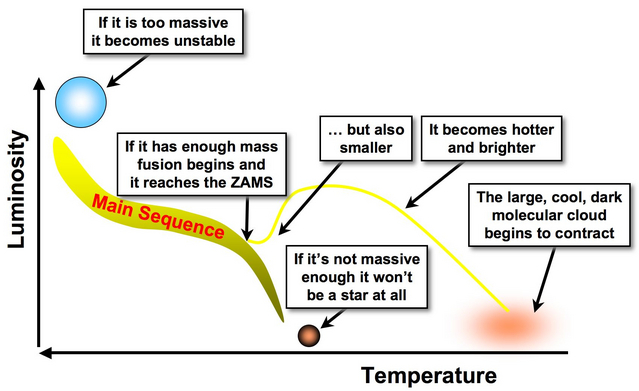 If it is too massive
it becomes unstable
Luminosity
If it has enough mass
fusion begins and
it reaches the ZAMS
… but also
smaller
It becomes hotter
and brighter
Main Sequence
The large, cool, dark
molecular cloud
begins to contract
If it’s not massive
enough it won’t
be a star at all
Temperature